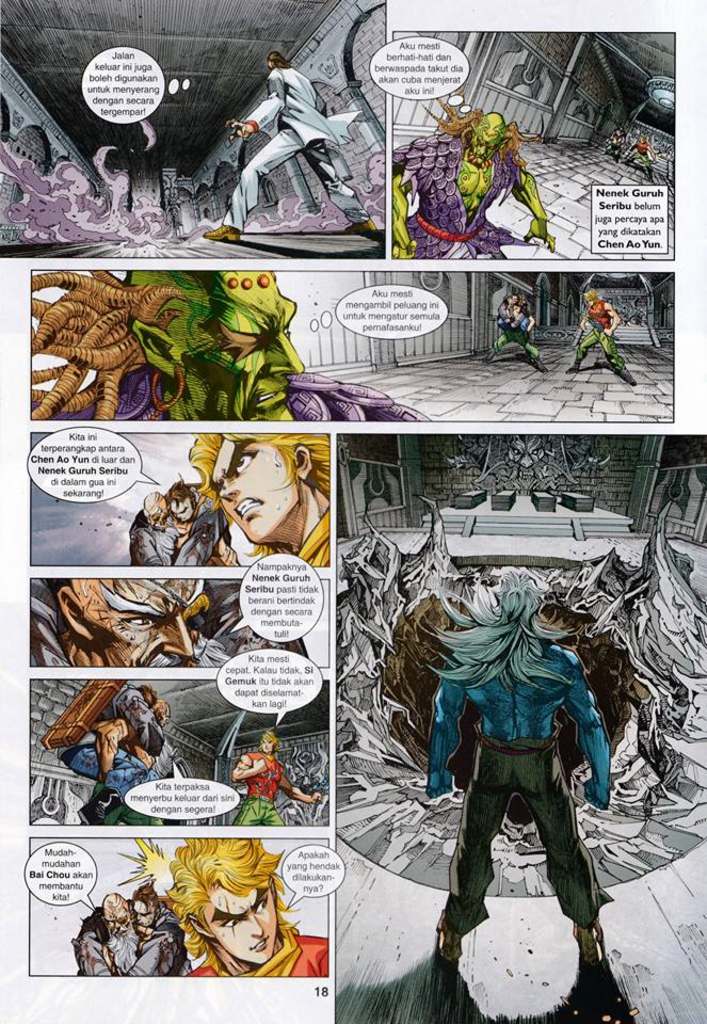 Jalan
keluar ini juga
boleh digunakan
untuk menyerang
dengan secara
tergempar!
Aku mesti
berhati-hati dan
berwaspada takut dia
akan cuba menjerat
aku ini!
Nenek Guruh
Seribu belum
juga percaya apa
yang dikatakan
Chen Ao Yun.
Aku mesti
mengambil peluang ini
untuk mengatur semula
pernafasanku!
Kita ini
terperangkap antara
Chen Ao Yun di luar dan
Nenek Guruh Seribu
di dalam gua ini
sekarang!
Nampaknya
Nenek Guruh
Seribu pasti tidak
berani bertindak
dengan secara
membuta-
tuli!
Kita mesti
cepat. Kalau
tidak, Si
Gemuk itu tidak akan
dapat diselamat-
kan lagi!
Kita terpaksa
menyerbu keluar dari sini
dengan segera!
Mudah-
mudahan
Bai Chou akan
membantu
kita!
Apakah
yang hendak
dilakukan-
nya?
18